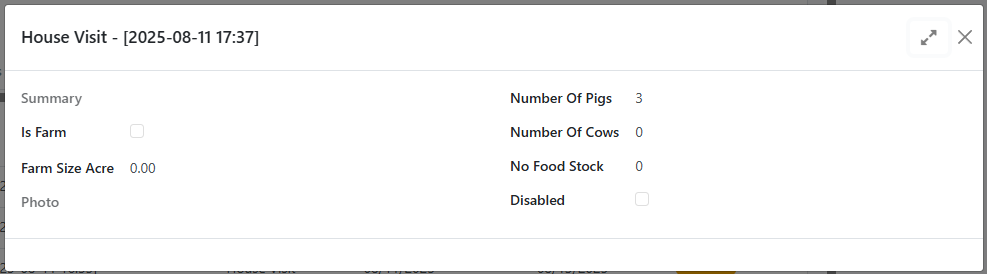 House Visit - [2025-08-11 17:37]
Summary
Is Farm
Farm Size Acre 0.00
Photo
Number Of Pigs 3
Number Of Cows 0
No Food Stock 0
Disabled